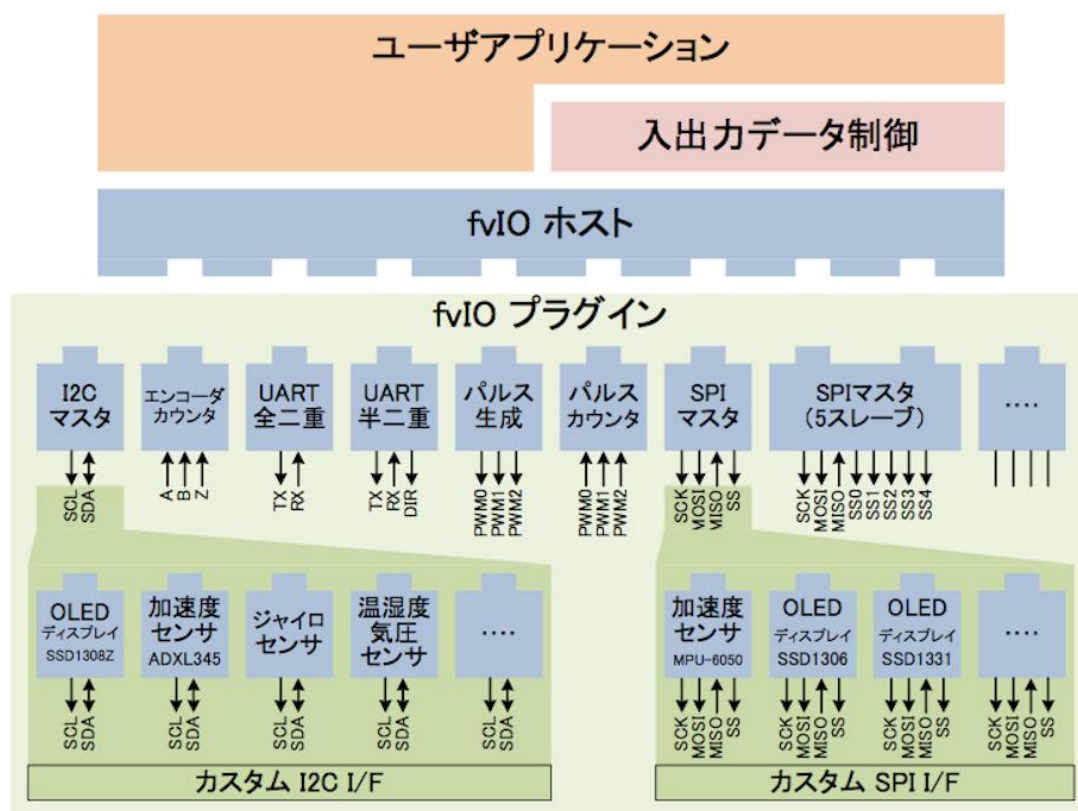 ユーザアプリケーション
入出力データ制御
fvIO ホスト
fvIO プラグイン
I2C
マスタ
エンコーダ
カウンタ
UART
全二重
UART
半二重
パルス
生成
パルス
カウンタ
SPI
マスタ
SPIマスタ
(5スレーブ)
....
SCL
SDA
A
B
Z
TX
RX
TX
RX
DIR
PWM0
PWM1
PWM2
PWM0
PWM1
PWM2
SCK
MOSI
MISO
SS
SCK
MOSI
MISO
SS0
SS1
SS2
SS3
SS4
OLED
ディスプレイ
SSD1308Z
加速度
センサ
ADXL345
ジャイロ
センサ
温湿度
気圧
センサ
....
加速度
センサ
MPU-6050
OLED
ディスプレイ
SSD1306
OLED
ディスプレイ
SSD1331
....
SCL
SDA
SCL
SDA
SCL
SDA
SCL
SDA
SCL
SDA
SCK
MOSI
MISO
SS
SCK
MOSI
MISO
SS
SCK
MOSI
MISO
SS
SCK
MOSI
MISO
SS
カスタム I2C I/F
カスタム SPI I/F